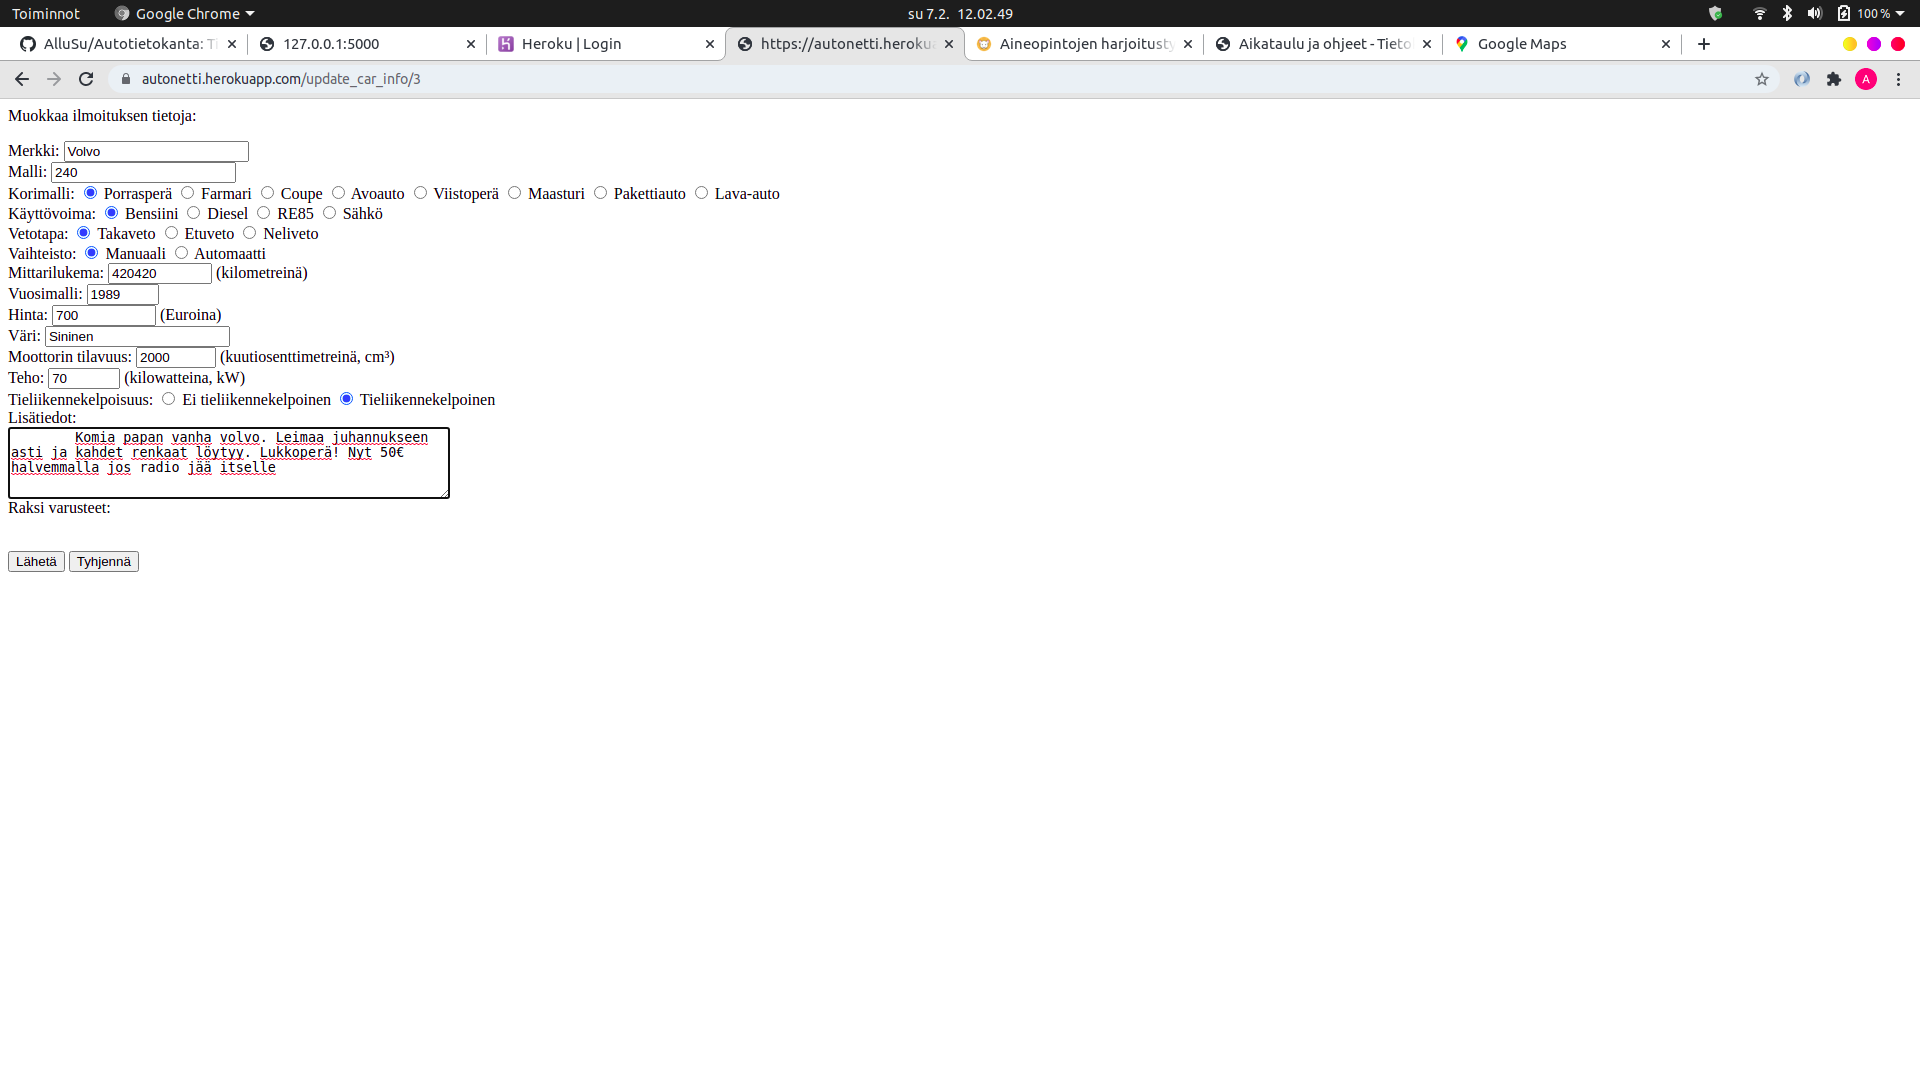 Toiminnot Google Chrome su 7.2. 12.02.49 100 %
AlluSu/Autotietokanta: Ti 127.0.0.1:5000 Heroku | Login https://autonetti.heroku Aineopintojen harjoitusty Aikataulu ja ohjeet - Tieto Google Maps
autonetti.herokuapp.com/update_car_info/3 A
Muokkaa ilmoituksen tietoja:
Merkki: Volvo
Malli: 240
Korimalli: Porrasperä Farmari Coupe Avoauto Viistoperä Maasturi Pakettiauto Lava-auto
Käyttövoima: Bensiini Diesel RE85 Sähkö
Vetotapa: Takaveto Etuveto Neliveto
Vaihteisto: Manuaali Automaatti
Mittarilukema: 420420 (kilometreinä)
Vuosimalli: 1989
Hinta: 700 (Euroina)
Väri: Sininen
Moottorin tilavuus: 2000 (kuutiosenttimetreinä, cm³)
Teho: 70 (kilowatteina, kW)
Tieliikennekelpoisuus: Ei tieliikennekelpoinen Tieliikennekelpoinen
Lisätiedot:
Komia papan vanha volvo. Leimaa juhannukseen
asti ja kahdet renkaat löytyy. Lukkoperä! Nyt 50€
halvemmalla jos radio jää itselle
Raksi varusteet:
Lähetä Tyhjennä